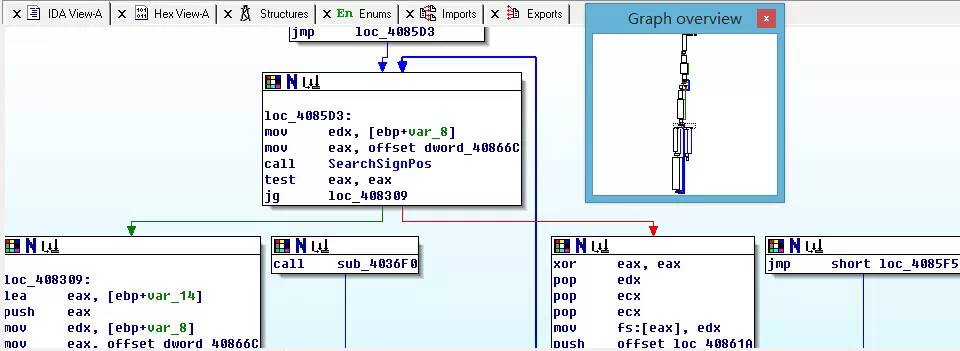 IDA View-A Hex View-A Structures Enums Imports Exports
Graph overview
jmp loc_4085D3
loc_4085D3:
mov edx, [ebp+var_8]
mov eax, offset dword_40866C
call SearchSignPos
test eax, eax
jg loc_408309
loc_408309:
lea eax, [ebp+var_14]
push eax
mov edx, [ebp+var_8]
mov eax, offset dword_40866C
call sub_4036F0
xor eax, eax
pop edx
pop ecx
pop ecx
mov fs:[eax], edx
push offset loc_40861A
jmp short loc_4085F5